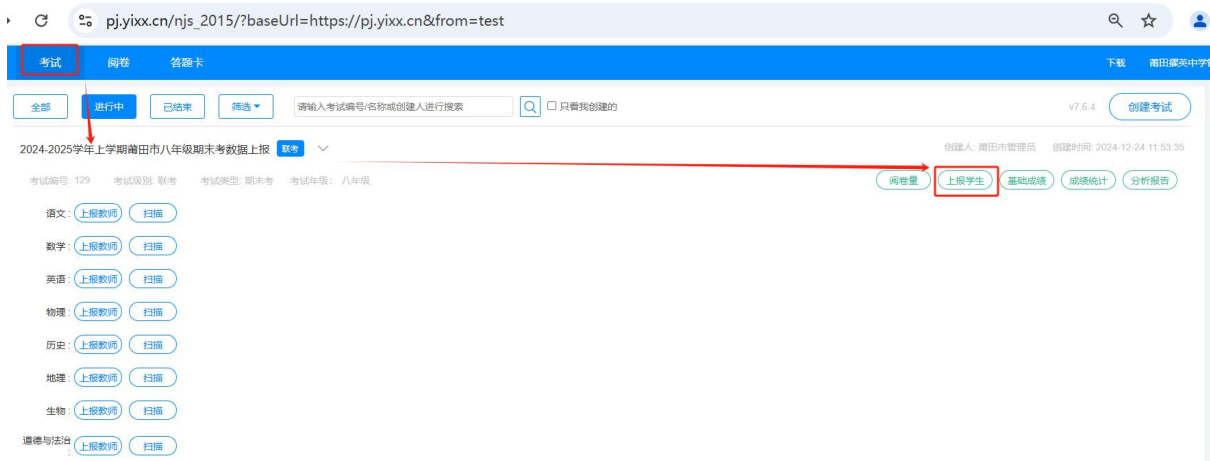 pj.yixx.cn/njs_2015/?baseUrl=https://pj.yixx.cn&from=test
考试 阅卷 答题卡 下载 莆田擢英中学管
全部 进行中 已结束 筛选 请输入考试编号/名称或创建人进行搜索 只看我创建的 v7.6.4 创建考试
2024-2025学年上学期莆田市八年级期末考数据上报 联考 创建人: 莆田市管理员 创建时间: 2024-12-24 11:53:35
考试编号: 129 考试级别: 联考 考试类型: 期末考 考试年级: 八年级 阅卷量 上报学生 基础成绩 成绩统计 分析报告
语文: 上报教师 扫描
数学: 上报教师 扫描
英语: 上报教师 扫描
物理: 上报教师 扫描
历史: 上报教师 扫描
地理: 上报教师 扫描
生物: 上报教师 扫描
道德与法治: 上报教师 扫描